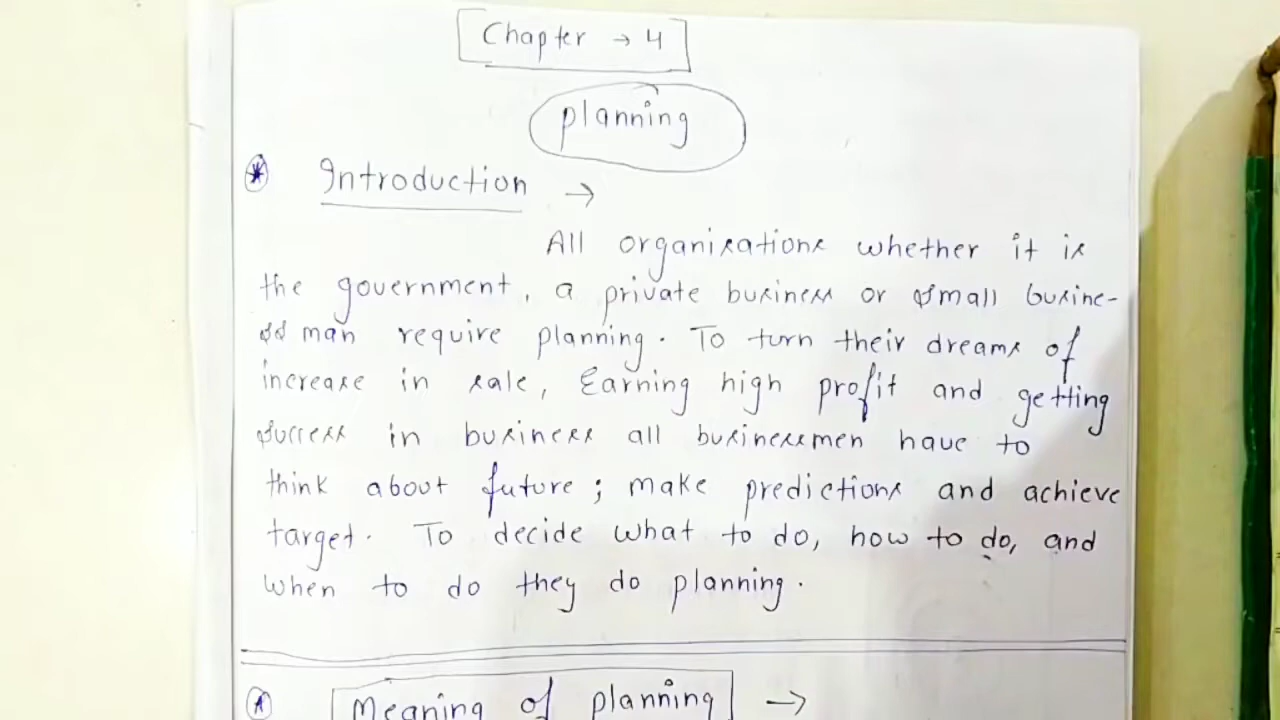 Chapter → 4
planning
Introduction →
All organisations whether it is
the government, a private business or small busine-
ss man require planning. To turn their dreams of
increase in sale, Earning high profit and getting
success in business all businessmen have to
think about future; make predictions and achieve
target. To decide what to do, how to do, and
when to do they do planning.
Meaning of planning →